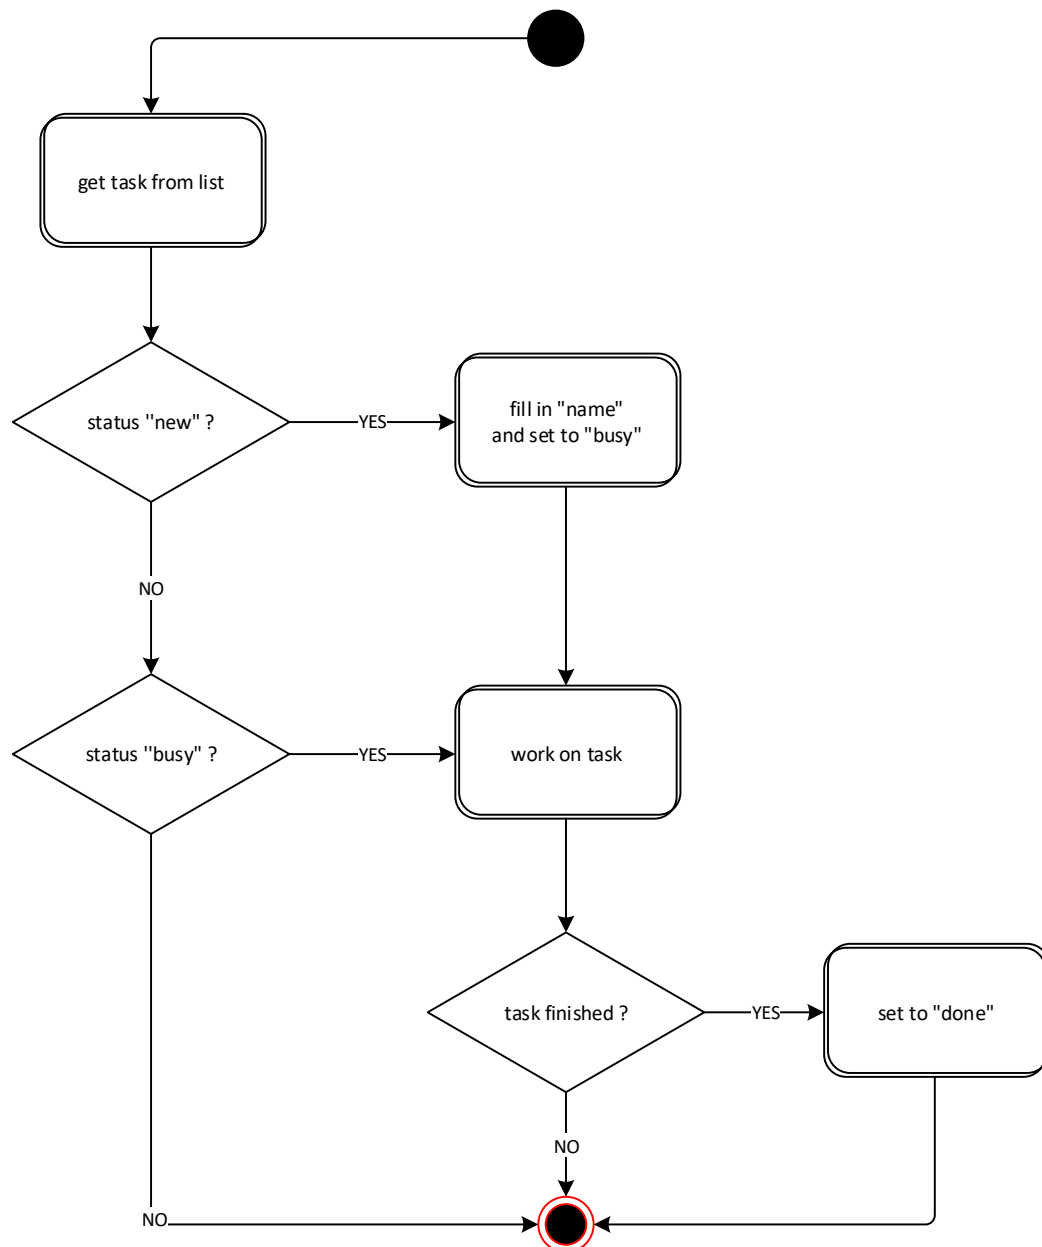 get task from list
status "new" ?
YES
fill in "name"
and set to "busy"
NO
status "busy" ?
YES
work on task
task finished ?
YES
set to "done"
NO
NO